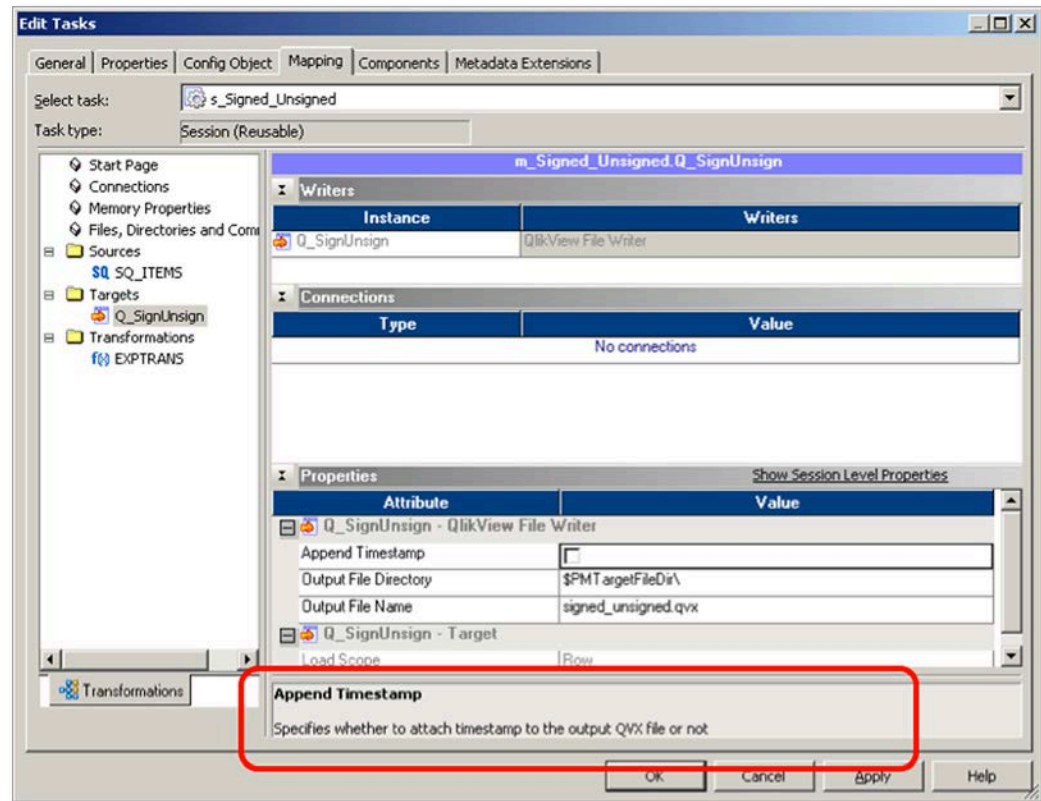 Edit Tasks
General Properties Config Object Mapping Components Metadata Extensions
Select task: s_Signed_Unsigned
Task type: Session (Reusable)
Start Page
Connections
Memory Properties
Files, Directories and Com
Sources
SQ SQ_ITEMS
Targets
Q_SignUnsign
Transformations
f(x) EXPTRANS
Transformations
m_Signed_Unsigned.Q_SignUnsign
Writers
Instance Writers
Q_SignUnsign QlikView File Writer
Connections
Type Value
No connections
Properties Show Session Level Properties
Attribute Value
Q_SignUnsign - QlikView File Writer
Append Timestamp
Output File Directory $PMTargetFileDir\
Output File Name signed_unsigned.qvx
Q_SignUnsign - Target
Load Scope Row
Append Timestamp
Specifies whether to attach timestamp to the output QVX file or not
OK Cancel Apply Help